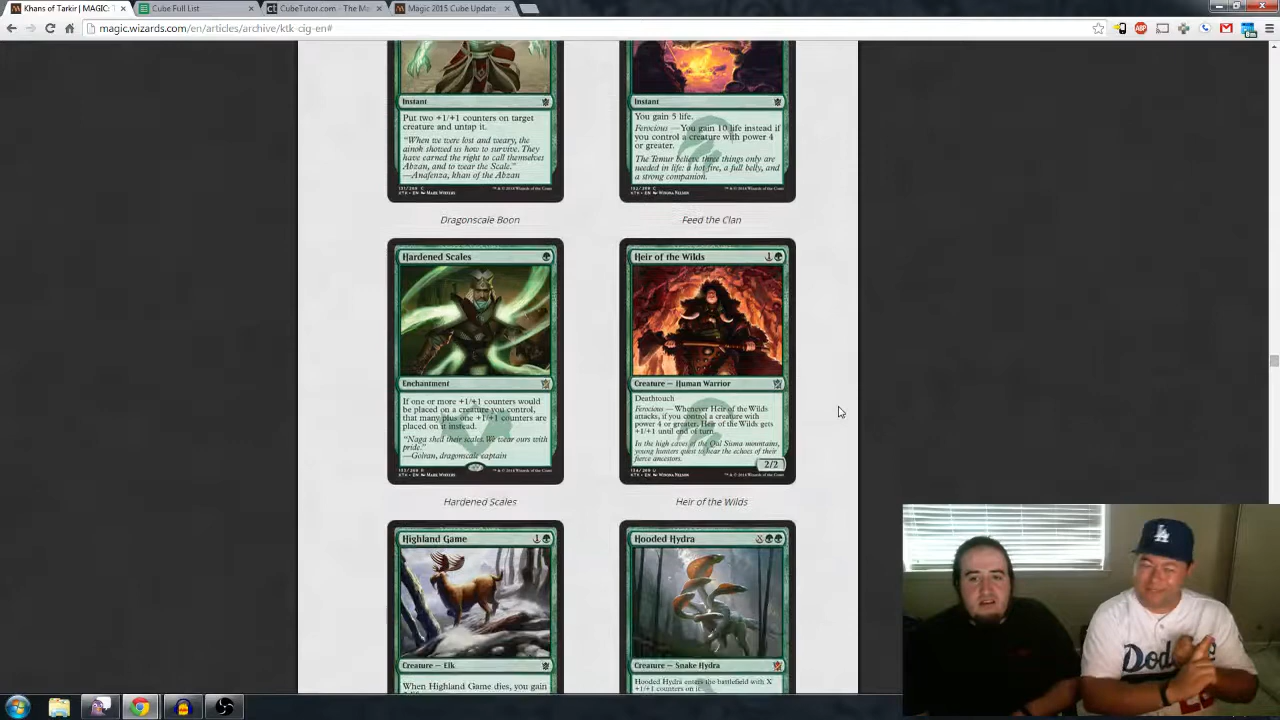 Khans of Tarkir | MAGIC: T
Cube Full List
CubeTutor.com - The Ma
Magic 2015 Cube Update
magic.wizards.com/en/articles/archive/ktk-cig-en#
ABP
Instant
Put two +1/+1 counters on target
creature and untap it.
"When we were lost and weary, the
ainok showed us how to survive. They
have earned the right to call themselves
Abzan, and to wear the Scale."
—Anafenza, khan of the Abzan
Dragonscale Boon
Instant
You gain 5 life.
Ferocious — You gain 10 life instead if
you control a creature with power 4
or greater.
The Temur believe three things only are
needed in life: a hot fire, a full belly, and
a strong companion.
Feed the Clan
Hardened Scales
Enchantment
If one or more +1/+1 counters would
be placed on a creature you control,
that many plus one +1/+1 counters are
placed on it instead.
"Naga shed their scales. We wear ours with
pride."
—Golran, dragonscale captain
Hardened Scales
Heir of the Wilds
1
Creature — Human Warrior
Deathtouch
Ferocious — Whenever Heir of the Wilds
attacks, if you control a creature with
power 4 or greater, Heir of the Wilds gets
+1/+1 until end of turn.
In the high caves of the Qal Sisma mountains,
young hunters quest to hear the echoes of their
fierce ancestors.
2/2
Heir of the Wilds
Highland Game
1
Creature — Elk
When Highland Game dies, you gain
Hooded Hydra
X
Creature — Snake Hydra
Hooded Hydra enters the battlefield with X
+1/+1 counters on it.
LA
Dod